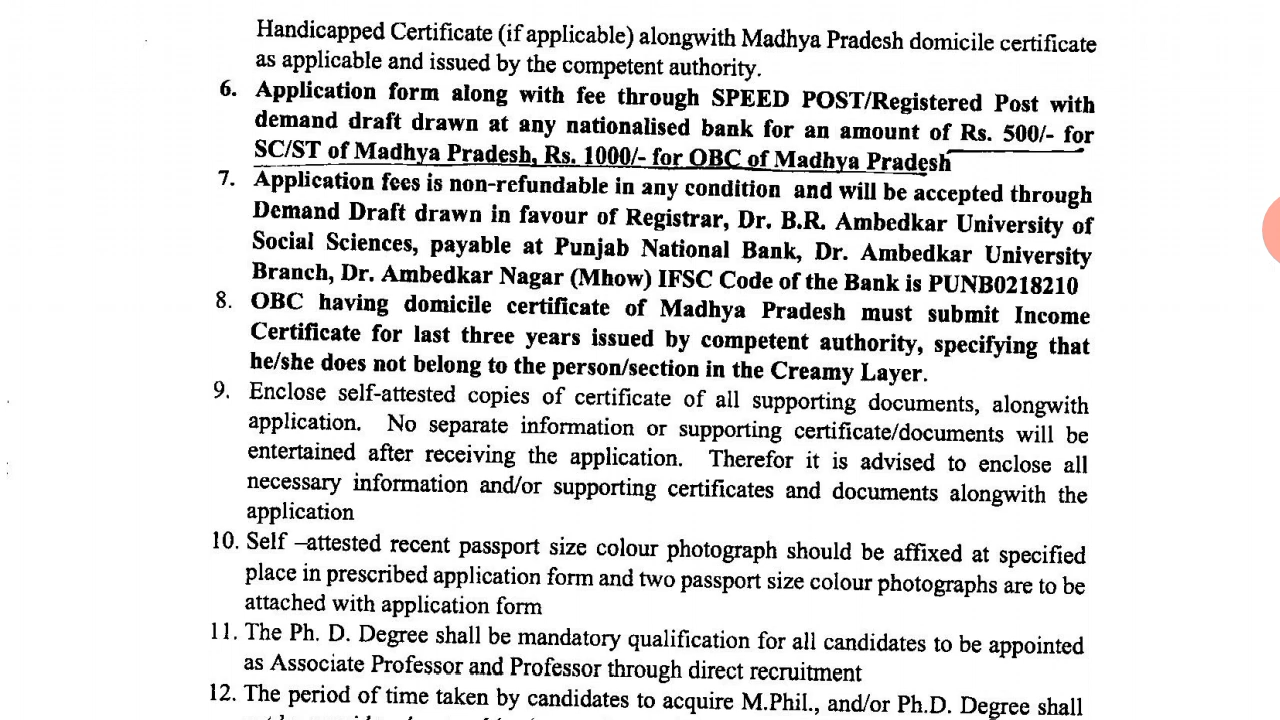 Handicapped Certificate (if applicable) alongwith Madhya Pradesh domicile certificate
as applicable and issued by the competent authority.
6. Application form along with fee through SPEED POST/Registered Post with
demand draft drawn at any nationalised bank for an amount of Rs. 500/- for
SC/ST of Madhya Pradesh, Rs. 1000/- for OBC of Madhya Pradesh
7. Application fees is non-refundable in any condition and will be accepted through
Demand Draft drawn in favour of Registrar, Dr. B.R. Ambedkar University of
Social Sciences, payable at Punjab National Bank, Dr. Ambedkar University
Branch, Dr. Ambedkar Nagar (Mhow) IFSC Code of the Bank is PUNB0218210
8. OBC having domicile certificate of Madhya Pradesh must submit Income
Certificate for last three years issued by competent authority, specifying that
he/she does not belong to the person/section in the Creamy Layer.
9. Enclose self-attested copies of certificate of all supporting documents, alongwith
application. No separate information or supporting certificate/documents will be
entertained after receiving the application. Therefor it is advised to enclose all
necessary information and/or supporting certificates and documents alongwith the
application
10. Self –attested recent passport size colour photograph should be affixed at specified
place in prescribed application form and two passport size colour photographs are to be
attached with application form
11. The Ph. D. Degree shall be mandatory qualification for all candidates to be appointed
as Associate Professor and Professor through direct recruitment
12. The period of time taken by candidates to acquire M.Phil., and/or Ph.D. Degree shall